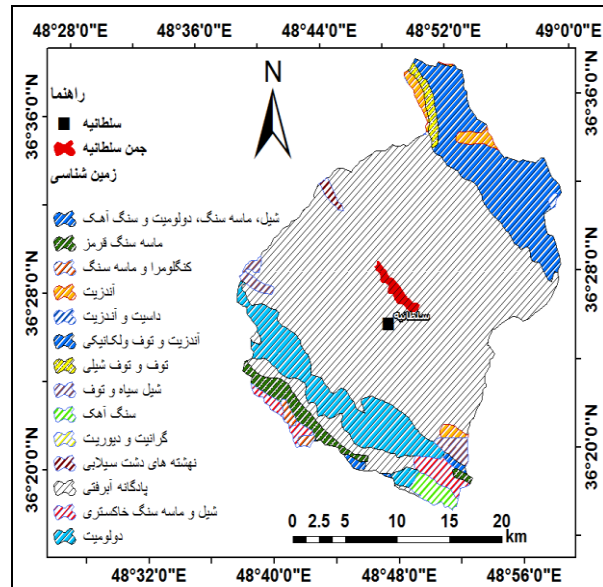 48°28'0"E 48°36'0"E 48°44'0"E 48°52'0"E 49°0'0"E
36°36'0"N
36°28'0"N
36°20'0"N
N
راهنما
سلطانیه
چمن سلطانیه
زمین شناسی
شیل، ماسه سنگ، دولومیت و سنگ آهک
ماسه سنگ قرمز
کنگلومرا و ماسه سنگ
آندزیت
داسیت و آندزیت
آندزیت و توف ولکانیکی
توف و توف شیلی
شیل سیاه و توف
سنگ آهک
گرانیت و دیوریت
نهشته های دشت سیلابی
پادگانه آبرفتی
شیل و ماسه سنگ خاکستری
دولومیت
سلطانیه
36°36'0"N
36°28'0"N
36°20'0"N
0 2.5 5 10 15 20
km
48°32'0"E 48°40'0"E 48°48'0"E 48°56'0"E